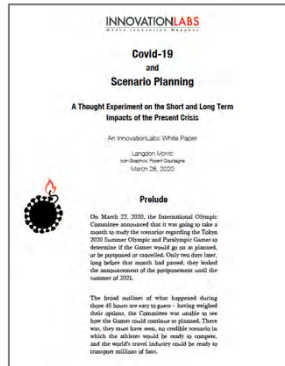 INNOVATIONLABS
Where Innovation Happens
Covid-19
and
Scenario Planning
A Thought Experiment on the Short and Long Term
Impacts of the Present Crisis
An InnovationLabs White Paper
Langdon Morris
Icon Graphics: Parent
March 28, 2020
Prelude
On March 22, 2020, the International Olympic
Committee announced that it was going to take a
month to study the scenarios regarding the Tokyo
2020 Summer Olympic and Paralympic Games to
determine if the Games would go on as planned,
or be postponed or cancelled. Only two days later,
long before that month had passed, they leaked
the announcement of the postponement until the
summer of 2021.
The broad outlines of what happened during
those 48 hours are easy to guess – having weighed
their options, the Committee was unable to see
how the Games could continue as planned. There
was, they must have seen, no credible scenario in
which the athletes would be ready to compete,
and the world's travel industry could be ready to
transport millions of fans.